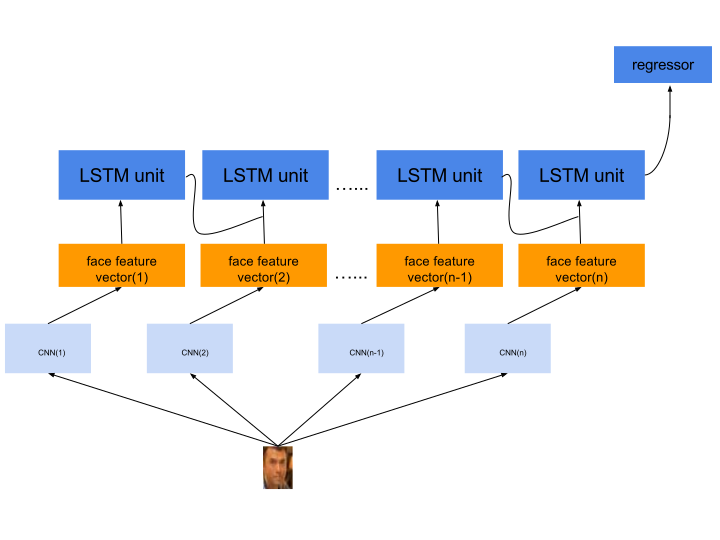 regressor
LSTM unit
LSTM unit
......
LSTM unit
LSTM unit
face feature
vector(1)
face feature
vector(2)
......
face feature
vector(n-1)
face feature
vector(n)
CNN(1)
CNN(2)
CNN(n-1)
CNN(n)